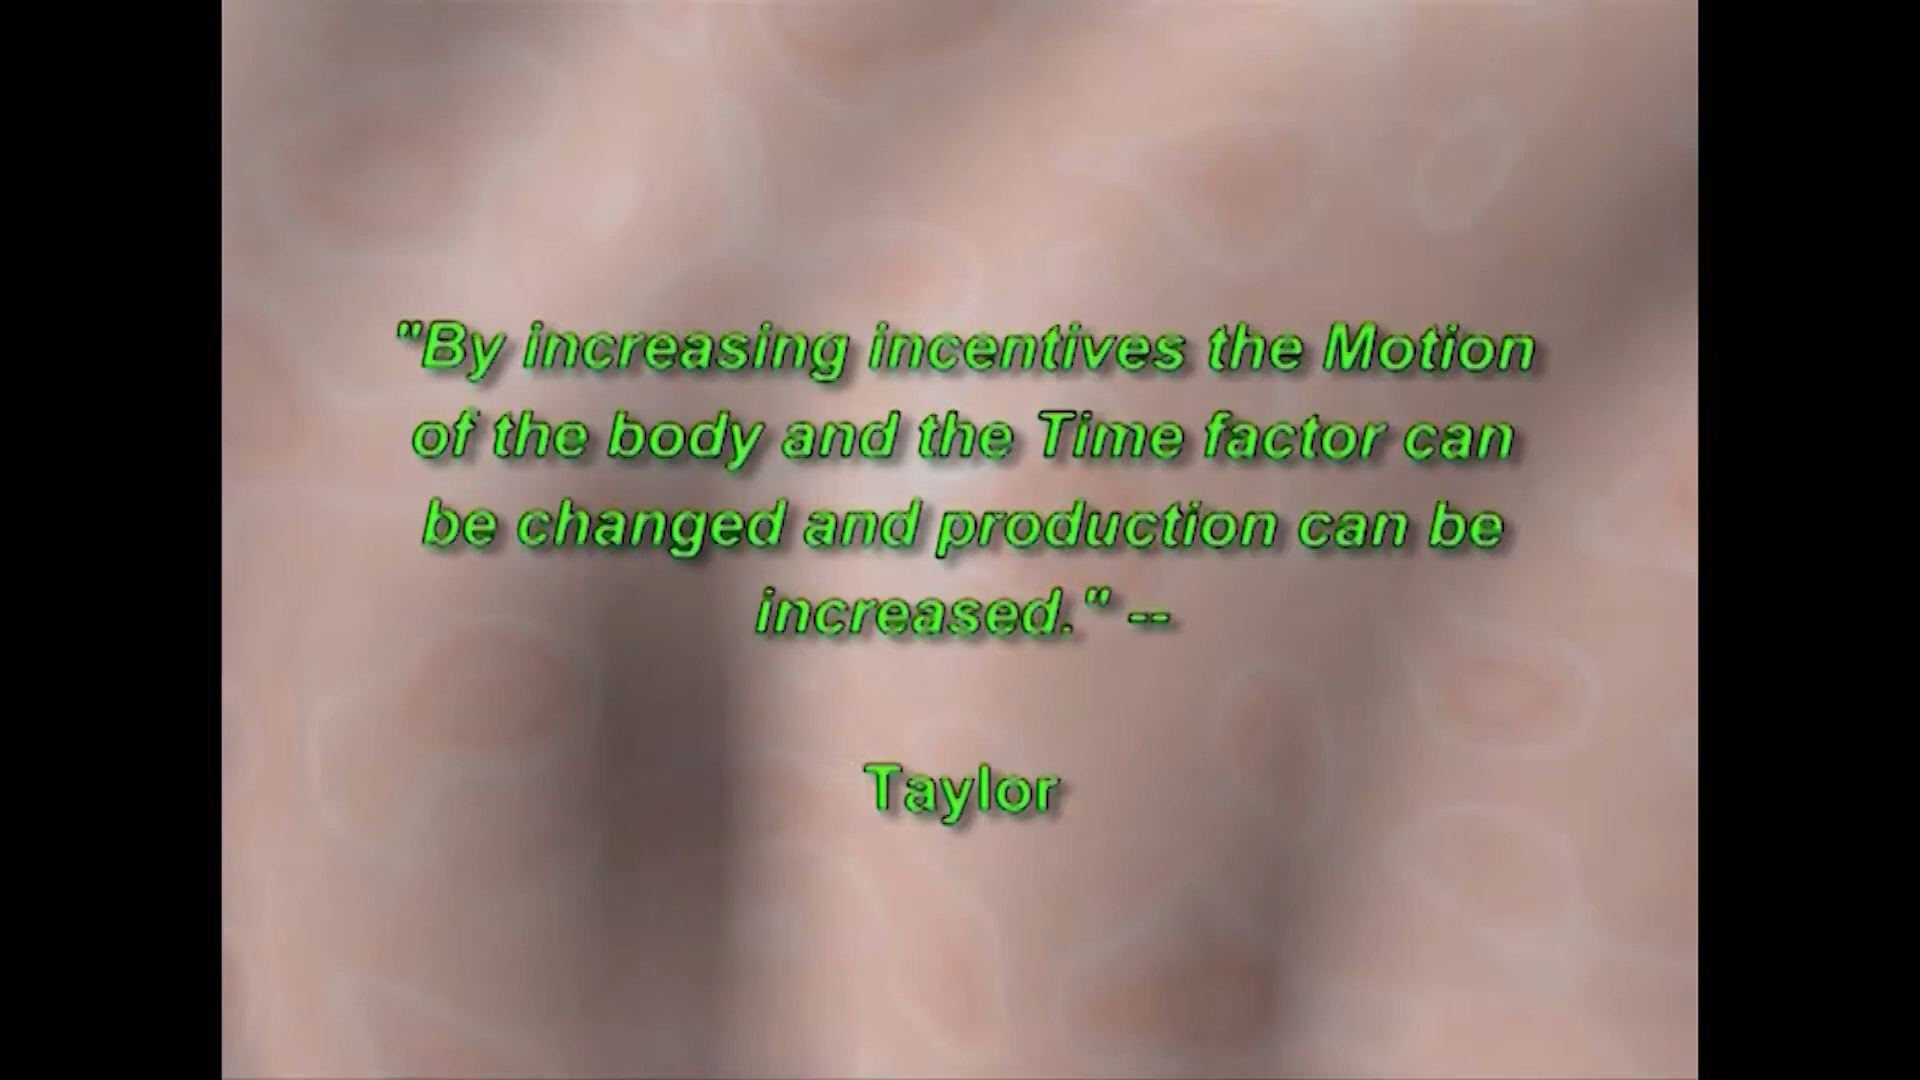 "By increasing incentives the Motion
of the body and the Time factor can
be changed and production can be
increased." --
Taylor